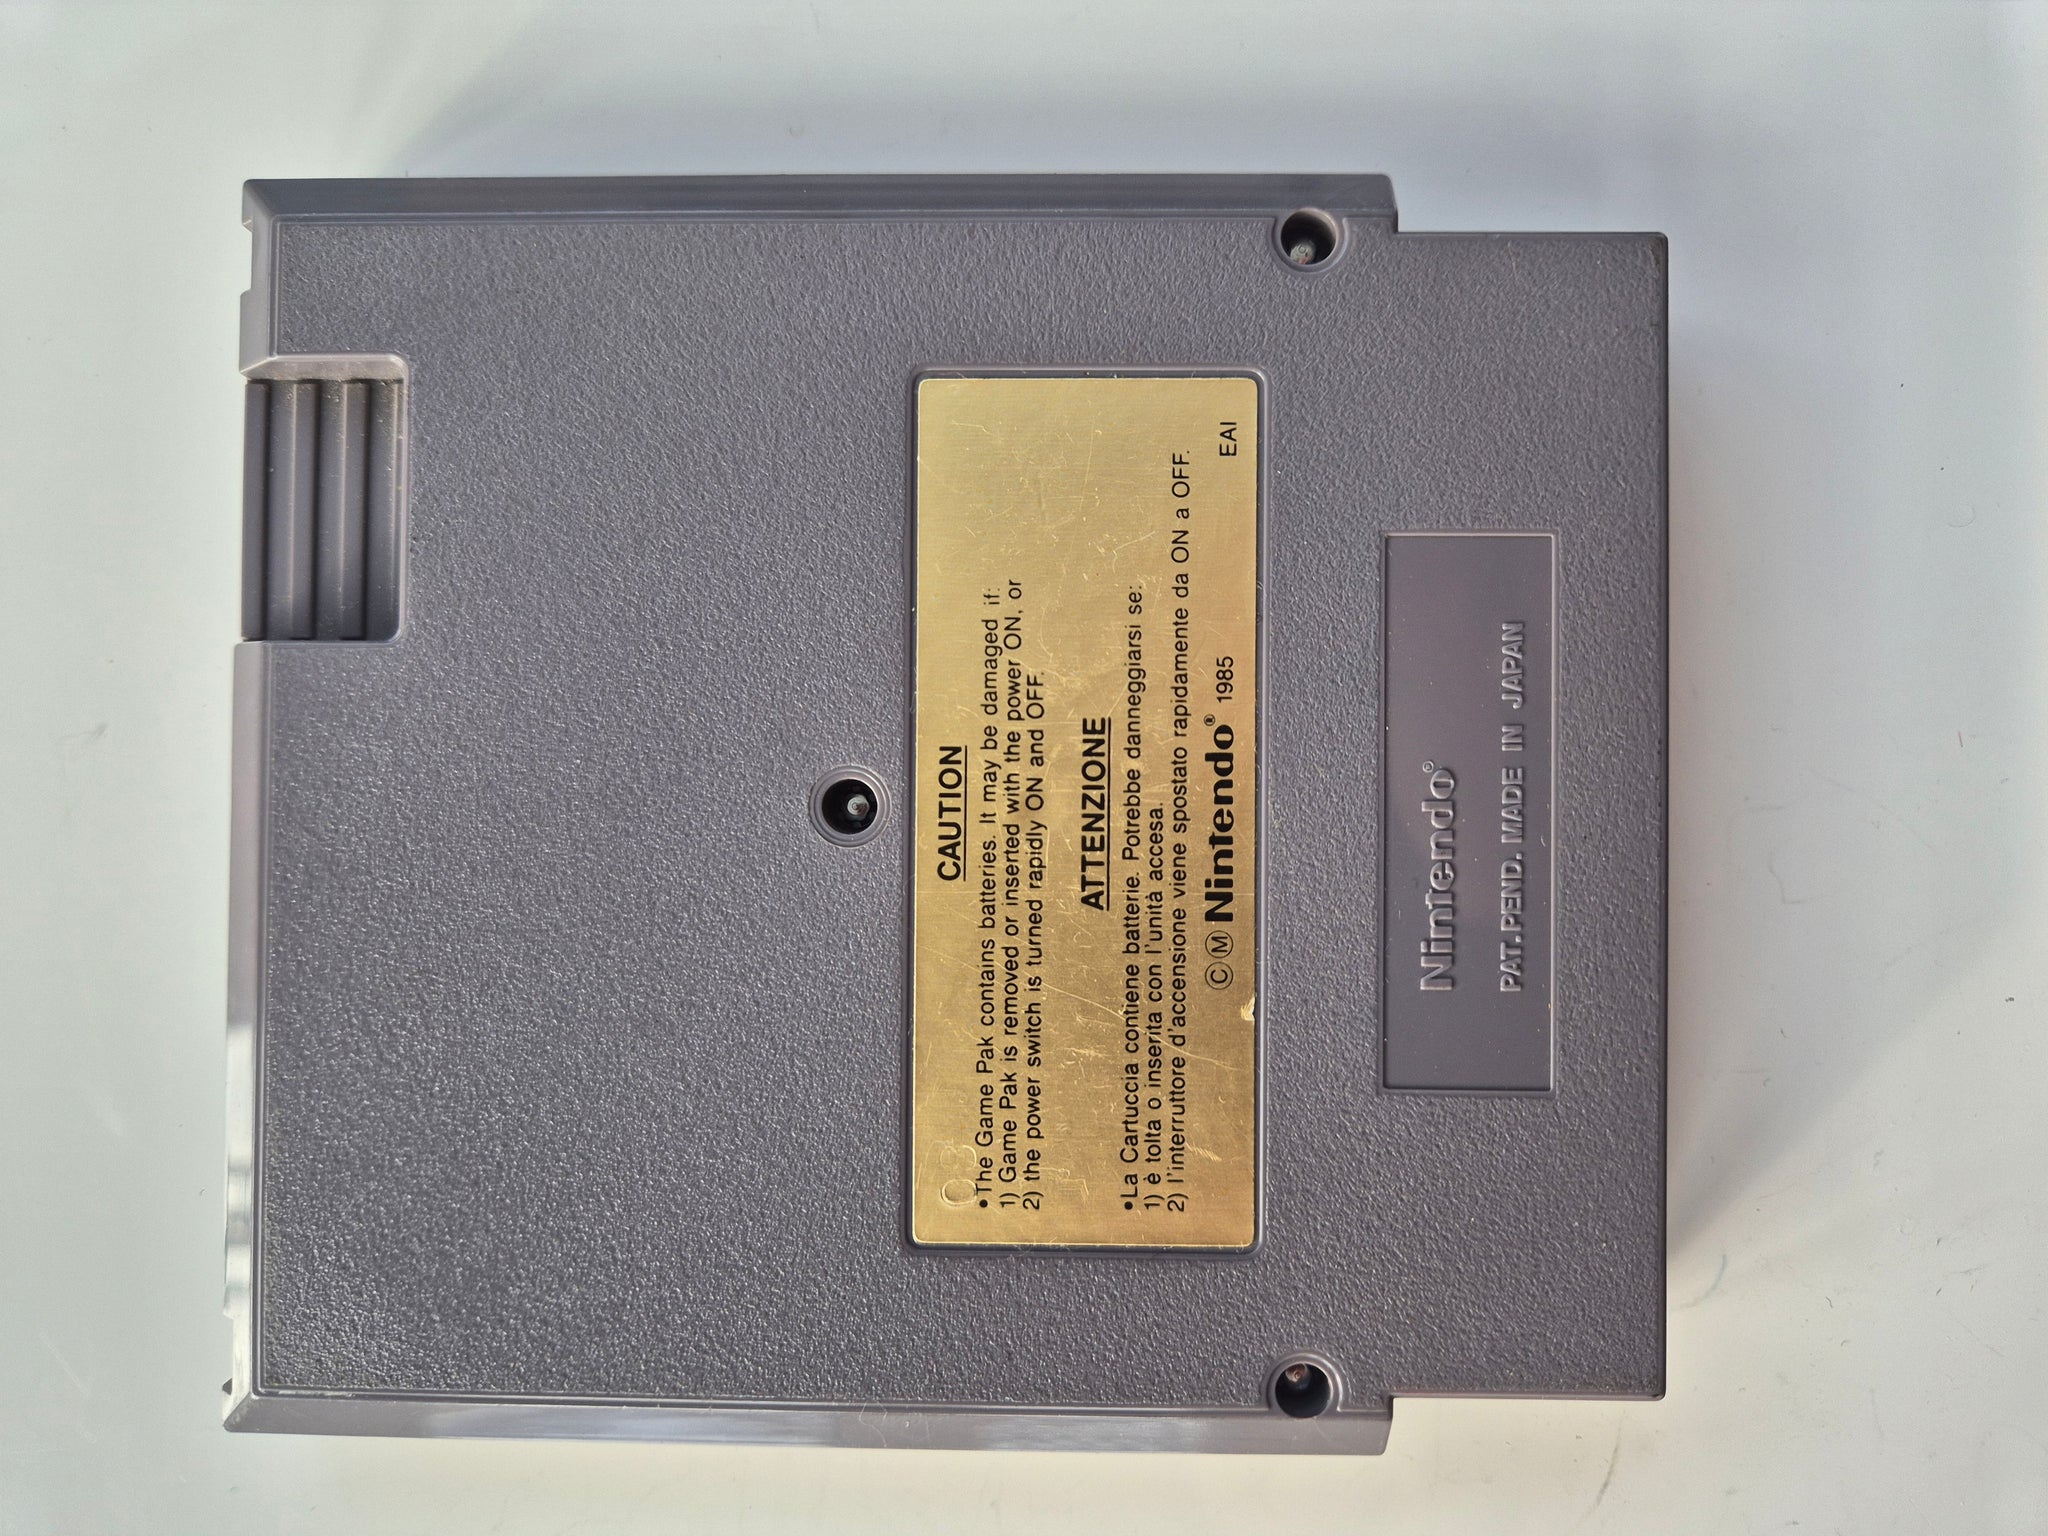 CAUTION
•The Game Pak contains batteries. It may be damaged if:
1) Game Pak is removed or inserted with the power ON, or
2) the power switch is turned rapidly ON and OFF.
ATTENZIONE
•La Cartuccia contiene batterie. Potrebbe danneggiarsi se:
1) è tolta o inserita con l'unità accesa.
2) l'interruttore d'accensione viene spostato rapidamente da ON a OFF.
Ⓒ Ⓜ Nintendo® 1985 EAI
03
Nintendo®
PAT.PEND. MADE IN JAPAN